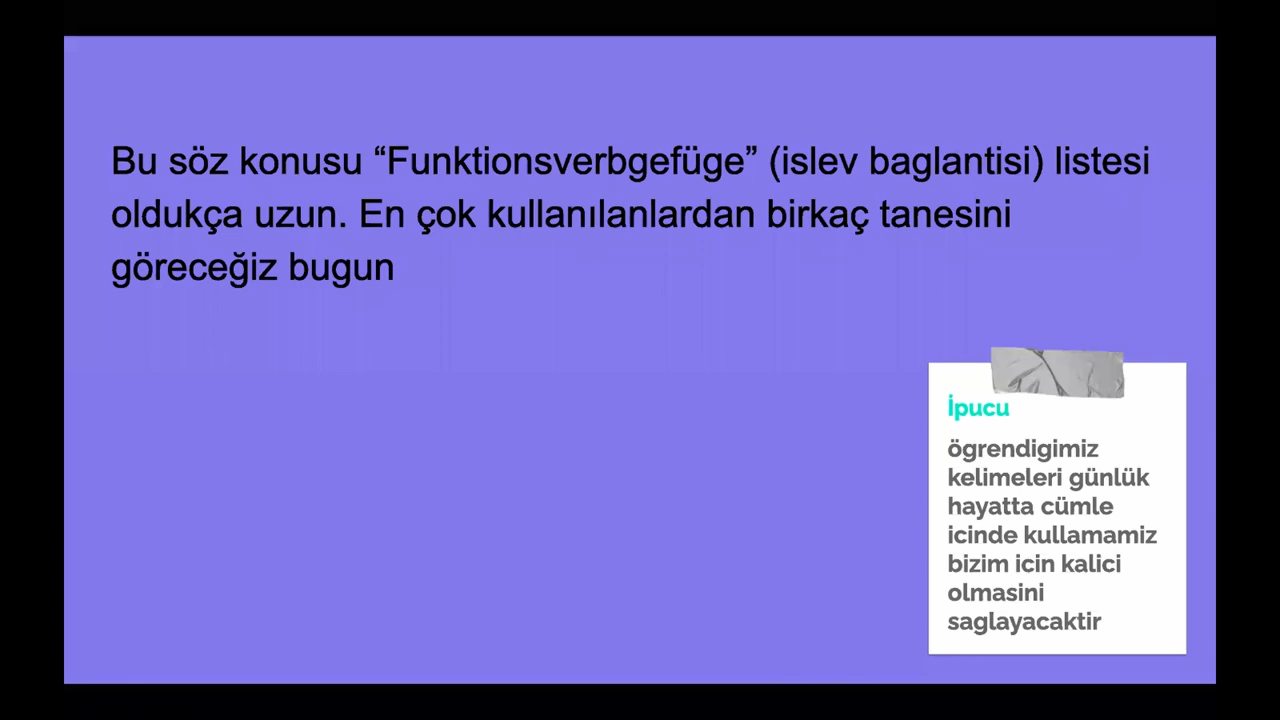 Bu söz konusu “Funktionsverbgefüge” (islev baglantisi) listesi
oldukça uzun. En çok kullanılanlardan birkaç tanesini
göreceğiz bugun
İpucu
ögrendigimiz
kelimeleri günlük
hayatta cümle
icinde kullamamiz
bizim icin kalici
olmasini
saglayacaktir